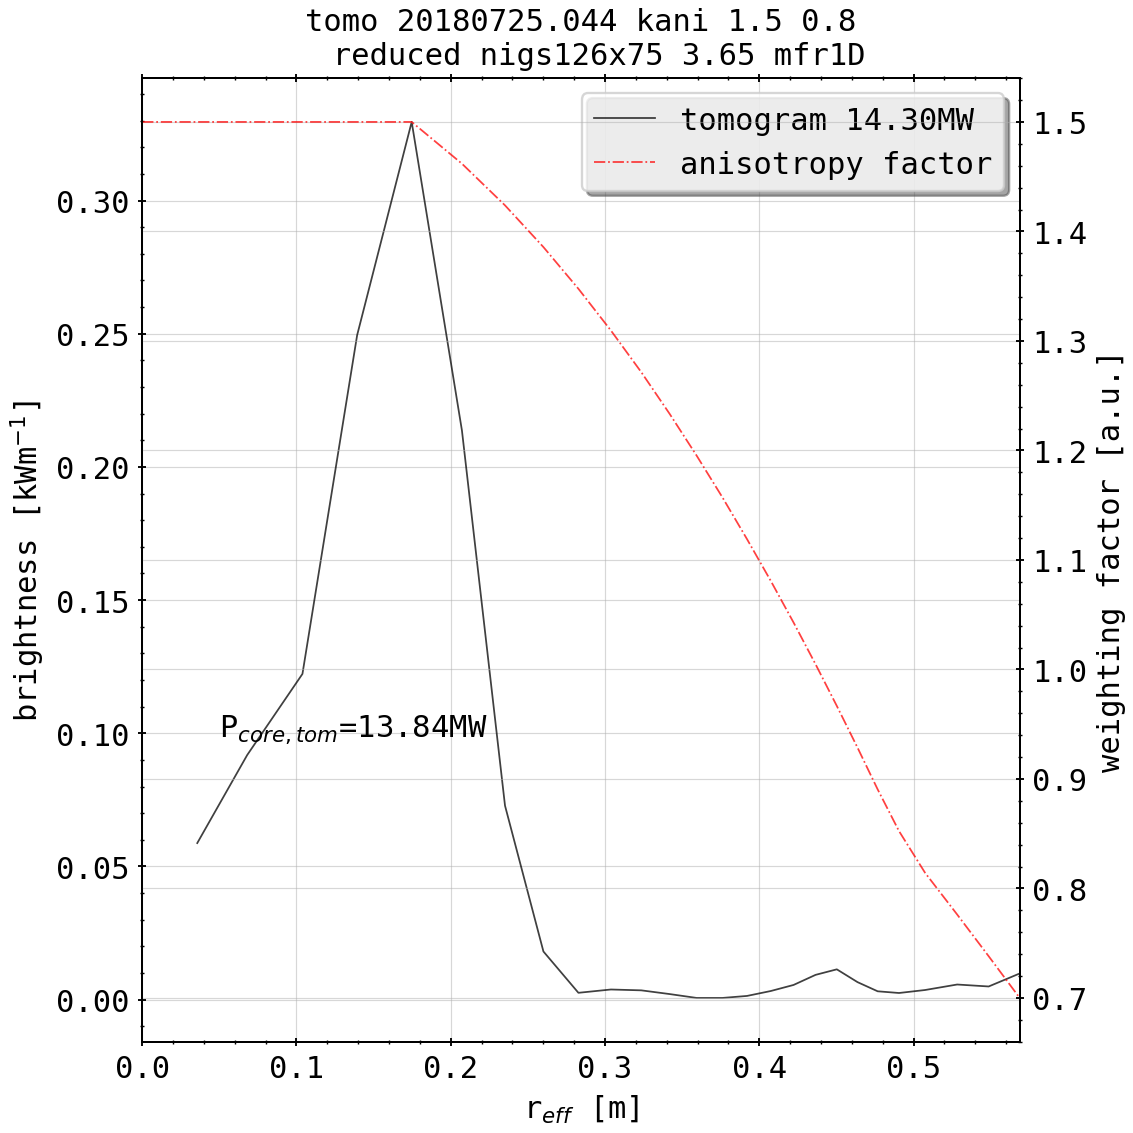 tomo 20180725.044 kani 1.5 0.8
reduced nigs126x75 3.65 mfr1D
tomogram 14.30MW
anisotropy factor
brightness [kWm⁻¹]
0.30
0.25
0.20
0.15
0.10
0.05
0.00
P_core,tom=13.84MW
1.5
1.4
1.3
1.2
1.1
1.0
0.9
0.8
0.7
weighting factor [a.u.]
0.0 0.1 0.2 0.3 0.4 0.5
r_eff [m]